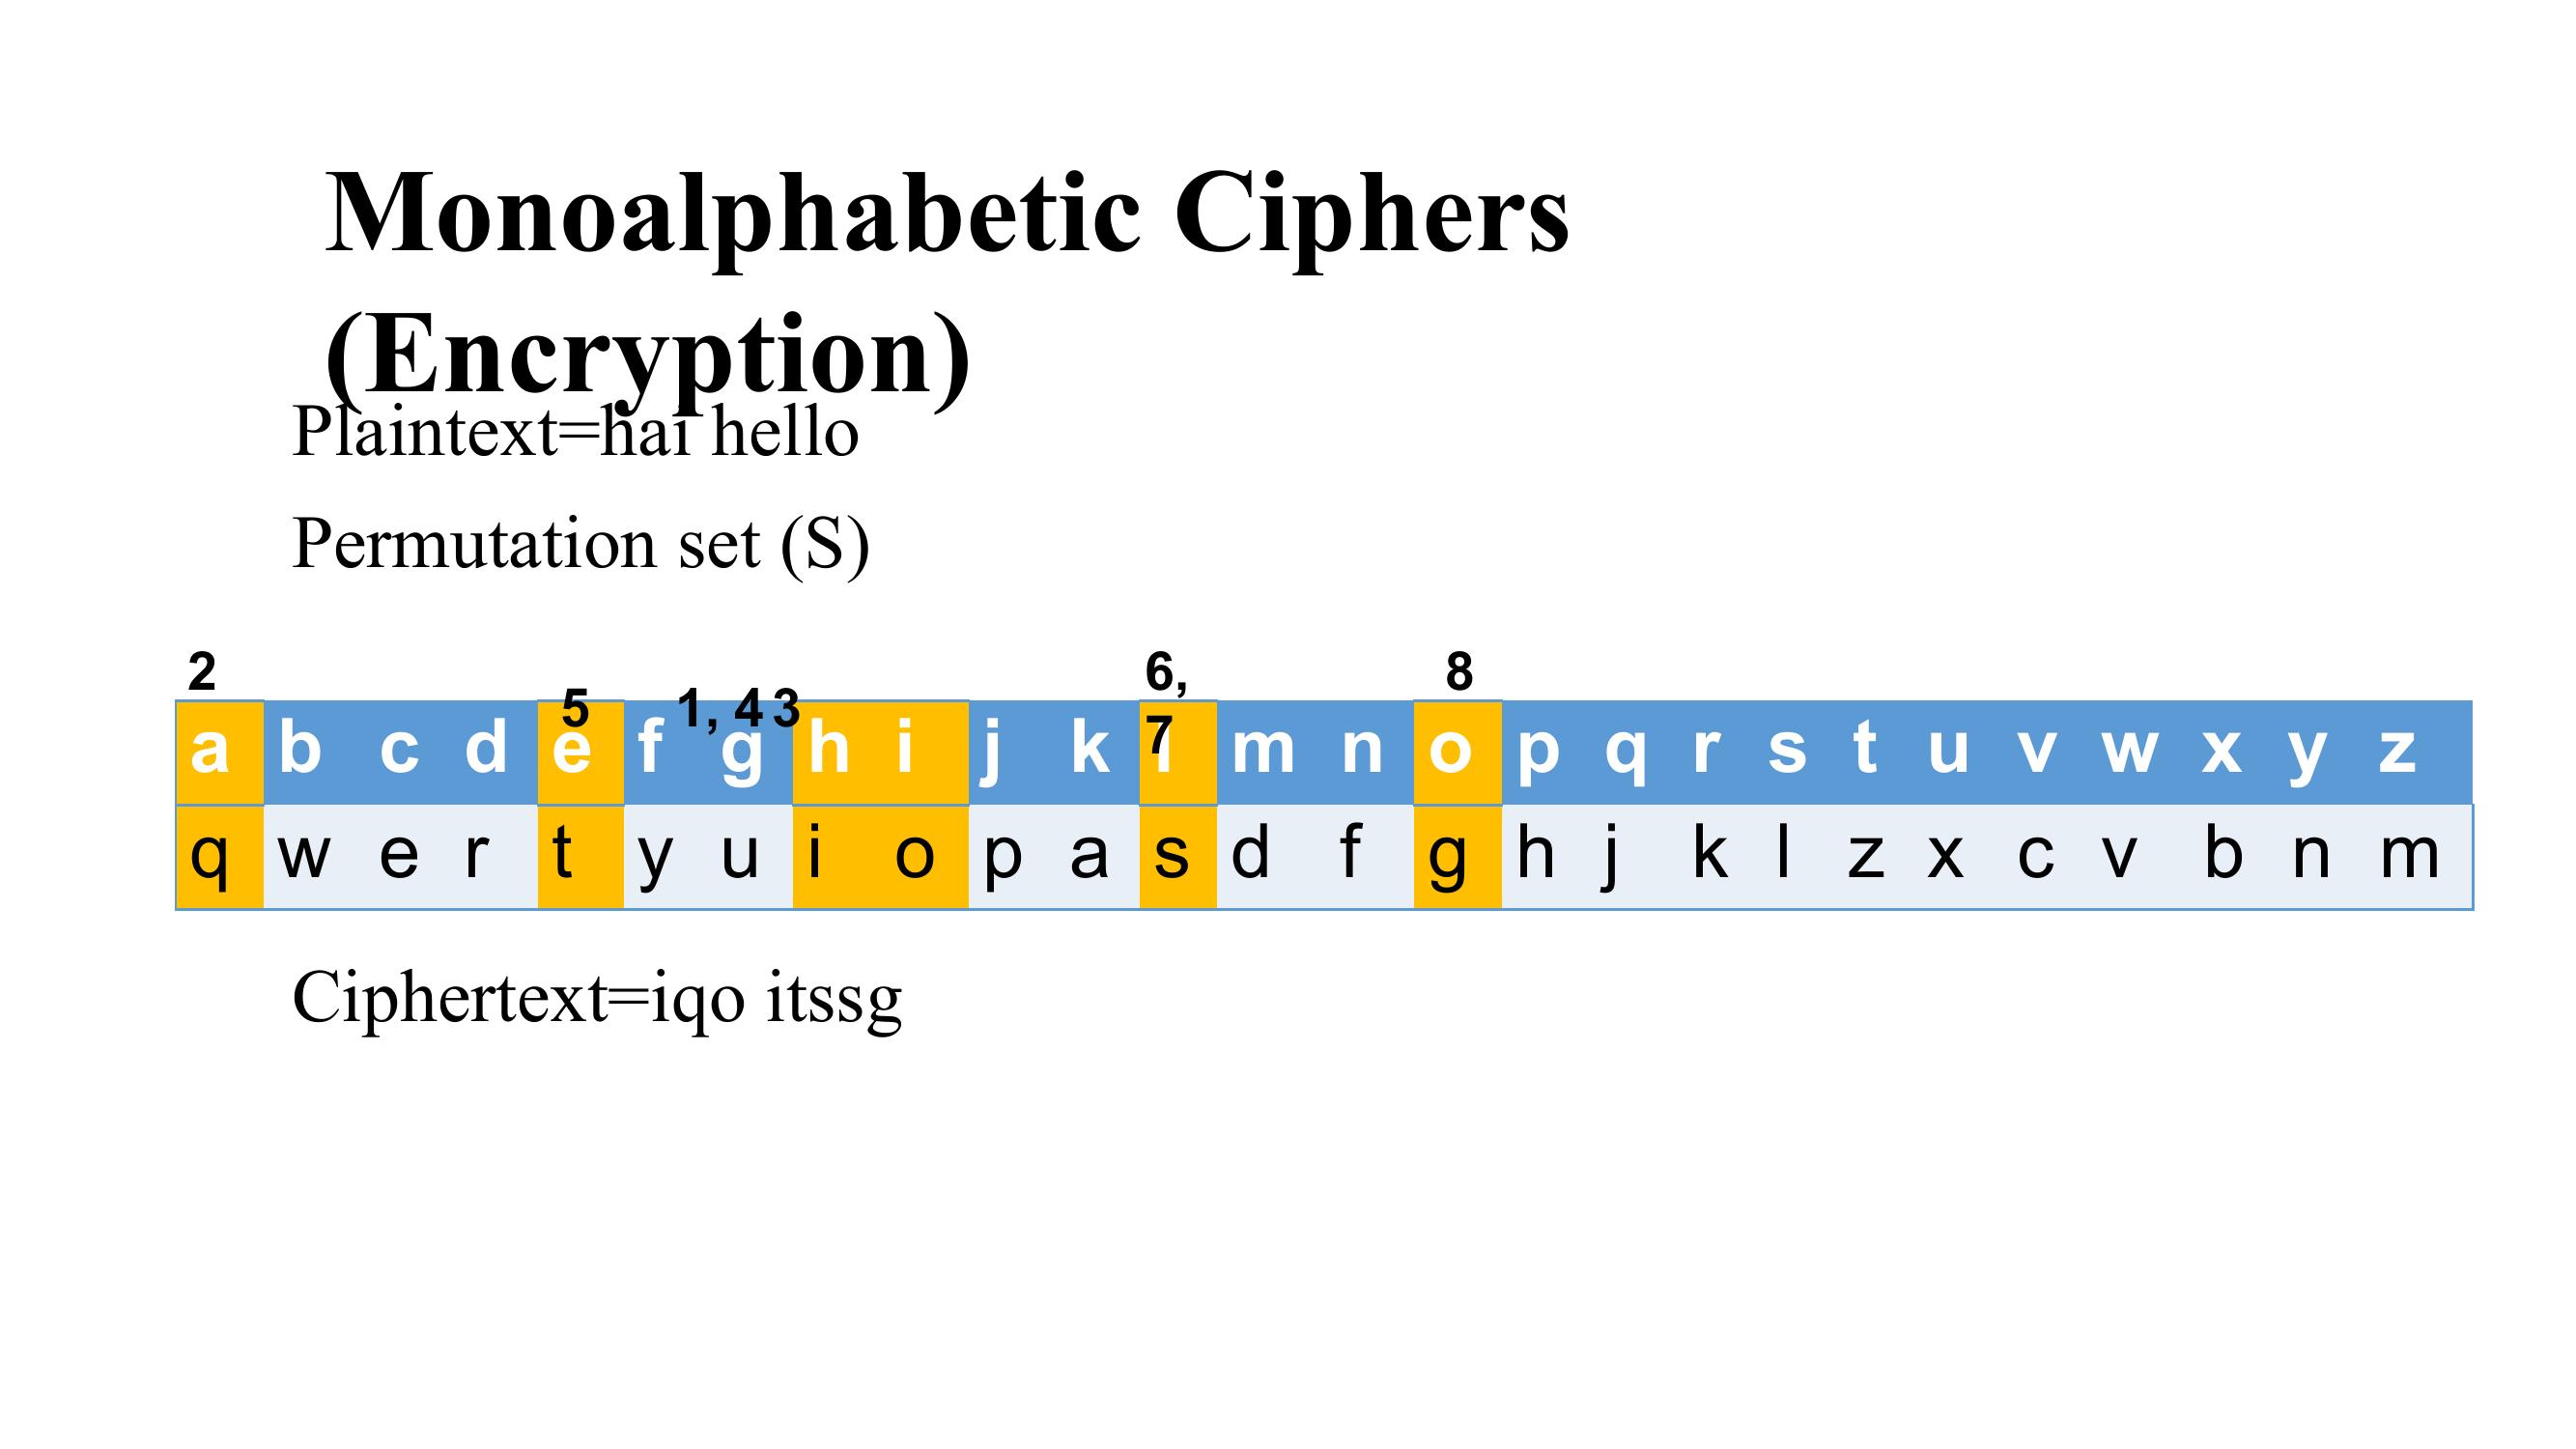 Monoalphabetic Ciphers
(Encryption)
Plaintext=hai hello
Permutation set (S)
2 5 1, 4 3 6, 7 8
a b c d e f g h i j k l m n o p q r s t u v w x y z
q w e r t y u i o p a s d f g h j k l z x c v b n m
Ciphertext=iqo itssg